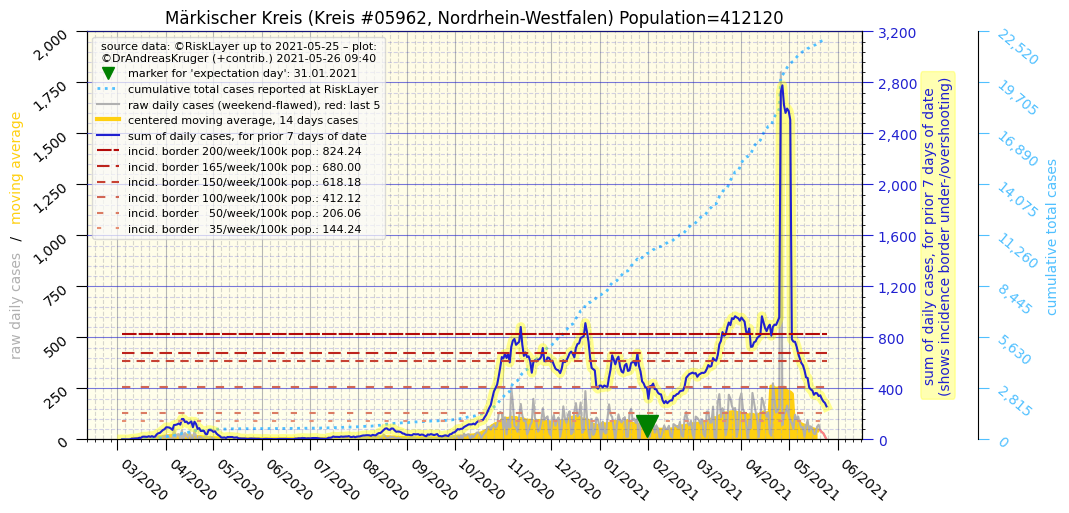 Märkischer Kreis (Kreis #05962, Nordrhein-Westfalen) Population=412120
source data: ©RiskLayer up to 2021-05-25 – plot:
©DrAndreasKruger (+contrib.) 2021-05-26 09:40
marker for 'expectation day': 31.01.2021
cumulative total cases reported at RiskLayer
raw daily cases (weekend-flawed), red: last 5
centered moving average, 14 days cases
sum of daily cases, for prior 7 days of date
incid. border 200/week/100k pop.: 824.24
incid. border 165/week/100k pop.: 680.00
incid. border 150/week/100k pop.: 618.18
incid. border 100/week/100k pop.: 412.12
incid. border 50/week/100k pop.: 206.06
incid. border 35/week/100k pop.: 144.24
raw daily cases / moving average
2,000
1,750
1,500
1,250
1,000
750
500
250
0
03/2020
04/2020
05/2020
06/2020
07/2020
08/2020
09/2020
10/2020
11/2020
12/2020
01/2021
02/2021
03/2021
04/2021
05/2021
06/2021
3,200
2,800
2,400
2,000
1,600
1,200
800
400
0
sum of daily cases, for prior 7 days of date
(shows incidence border under-/overshooting)
22,520
19,705
16,890
14,075
11,260
8,445
5,630
2,815
0
cumulative total cases